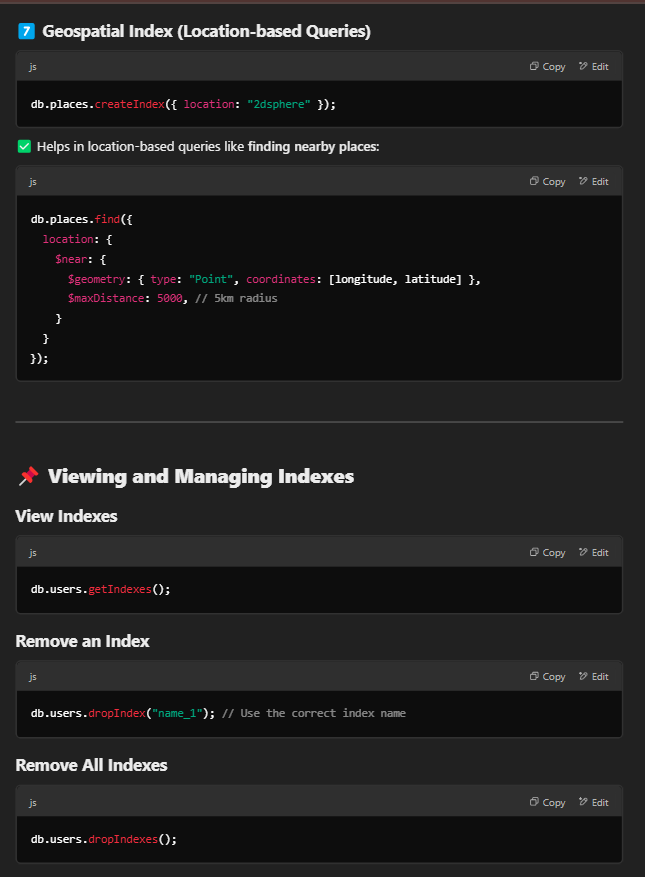 7 Geospatial Index (Location-based Queries)
js Copy Edit
db.places.createIndex({ location: "2dsphere" });
✅ Helps in location-based queries like finding nearby places:
js Copy Edit
db.places.find({
  location: {
    $near: {
      $geometry: { type: "Point", coordinates: [longitude, latitude] },
      $maxDistance: 5000, // 5km radius
    }
  }
});
📌 Viewing and Managing Indexes
View Indexes
js Copy Edit
db.users.getIndexes();
Remove an Index
js Copy Edit
db.users.dropIndex("name_1"); // Use the correct index name
Remove All Indexes
js Copy Edit
db.users.dropIndexes();